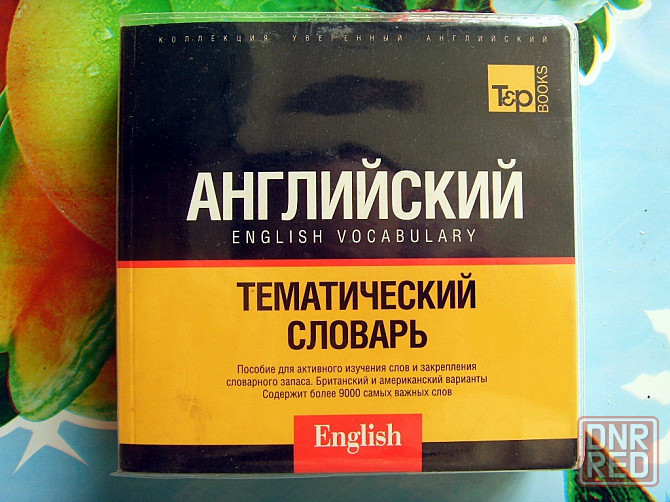 КОЛЛЕКЦИЯ УВЕРЕННЫЙ АНГЛИЙСКИЙ
T&P
BOOKS
АНГЛИЙСКИЙ
ENGLISH VOCABULARY
ТЕМАТИЧЕСКИЙ
СЛОВАРЬ
Пособие для активного изучения слов и закрепления
словарного запаса. Британский и американский варианты
Содержит более 9000 самых важных слов
English
DNR
RED